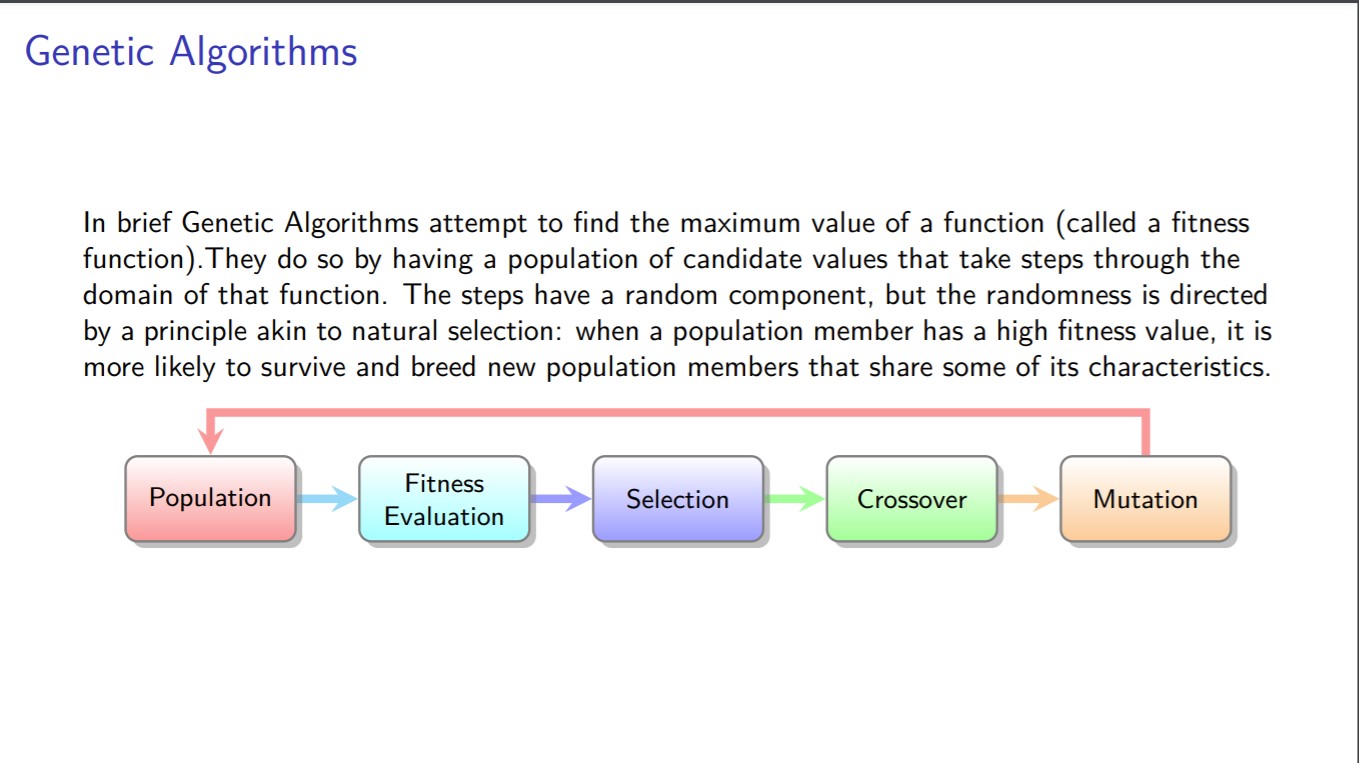 Genetic Algorithms
In brief Genetic Algorithms attempt to find the maximum value of a function (called a fitness
function).They do so by having a population of candidate values that take steps through the
domain of that function. The steps have a random component, but the randomness is directed
by a principle akin to natural selection: when a population member has a high fitness value, it is
more likely to survive and breed new population members that share some of its characteristics.
Population
Fitness
Evaluation
Selection
Crossover
Mutation